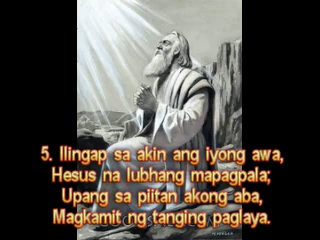 5. Ilingap sa akin ang iyong awa,
Hesus na lubhang mapagpala;
Upang sa piitan akong aba,
Magkamit ng tanging paglaya.